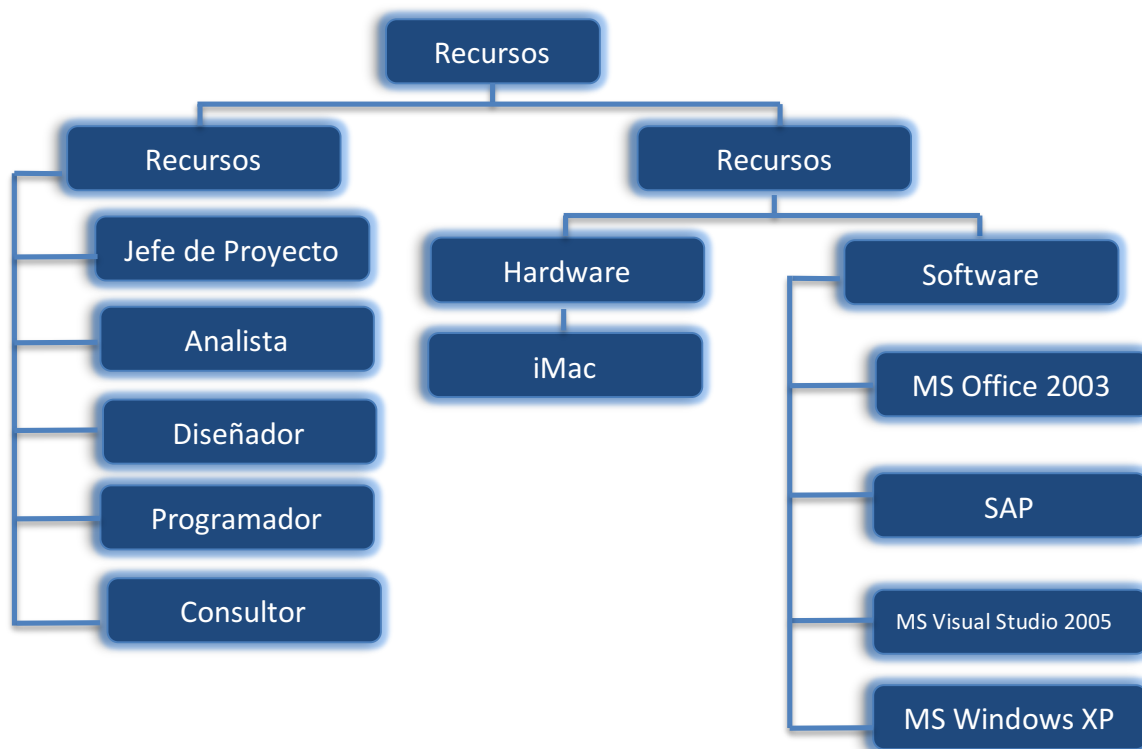 Recursos
Recursos
Recursos
Jefe de Proyecto
Analista
Diseñador
Programador
Consultor
Hardware
iMac
Software
MS Office 2003
SAP
MS Visual Studio 2005
MS Windows XP